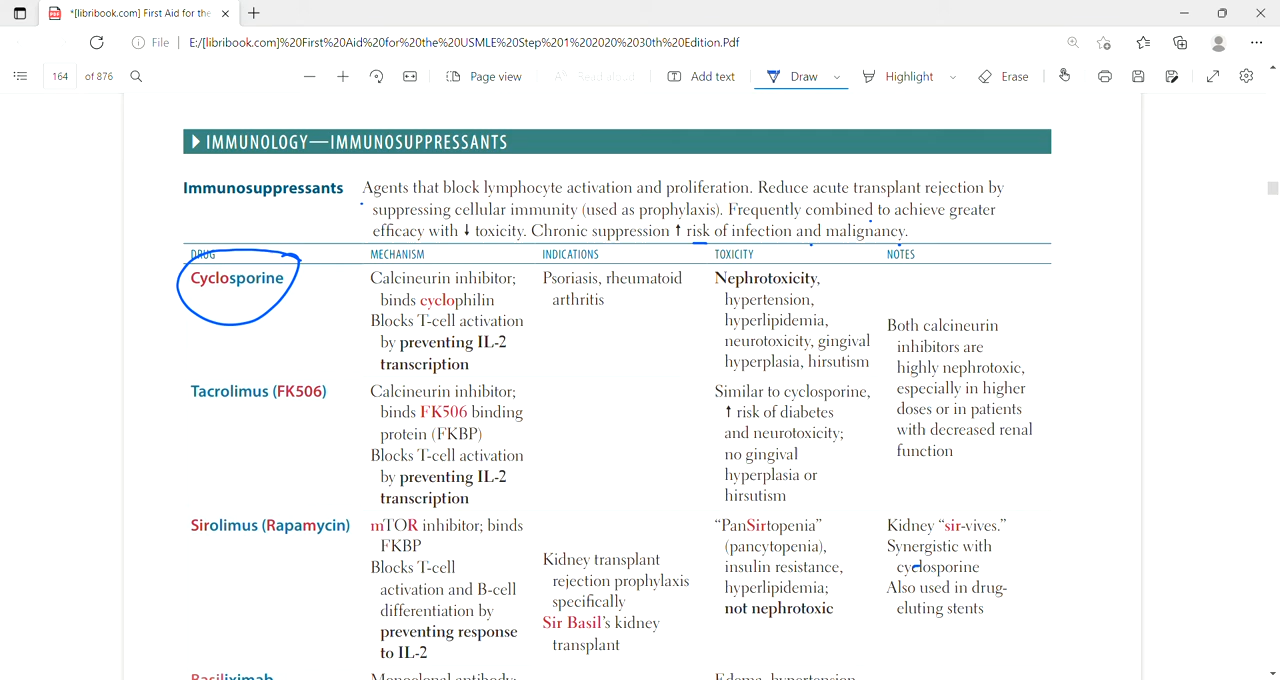 *[libribook.com] First Aid for the
File
E:/[libribook.com]%20First%20Aid%20for%20the%20USMLE%20Step%201%202020%2030th%20Edition.Pdf
164 of 876
Page view
Read aloud
Add text
Draw
Highlight
Erase
IMMUNOLOGY—IMMUNOSUPPRESSANTS
Immunosuppressants
Agents that block lymphocyte activation and proliferation. Reduce acute transplant rejection by
suppressing cellular immunity (used as prophylaxis). Frequently combined to achieve greater
efficacy with ↓ toxicity. Chronic suppression ↑ risk of infection and malignancy.
DRUG MECHANISM INDICATIONS TOXICITY NOTES
Cyclosporine
Calcineurin inhibitor;
binds cyclophilin
Blocks T-cell activation
by preventing IL-2
transcription
Psoriasis, rheumatoid
arthritis
Nephrotoxicity,
hypertension,
hyperlipidemia,
neurotoxicity, gingival
hyperplasia, hirsutism
Both calcineurin
inhibitors are
highly nephrotoxic,
especially in higher
doses or in patients
with decreased renal
function
Tacrolimus (FK506)
Calcineurin inhibitor;
binds FK506 binding
protein (FKBP)
Blocks T-cell activation
by preventing IL-2
transcription
Similar to cyclosporine,
↑ risk of diabetes
and neurotoxicity;
no gingival
hyperplasia or
hirsutism
Sirolimus (Rapamycin)
mTOR inhibitor; binds
FKBP
Blocks T-cell
activation and B-cell
differentiation by
preventing response
to IL-2
Kidney transplant
rejection prophylaxis
specifically
Sir Basil's kidney
transplant
"PanSirtopenia"
(pancytopenia),
insulin resistance,
hyperlipidemia;
not nephrotoxic
Kidney "sir-vives."
Synergistic with
cyclosporine
Also used in drug-
eluting stents
Basiliximab
Monoclonal antibody;
Edema, hypertension,